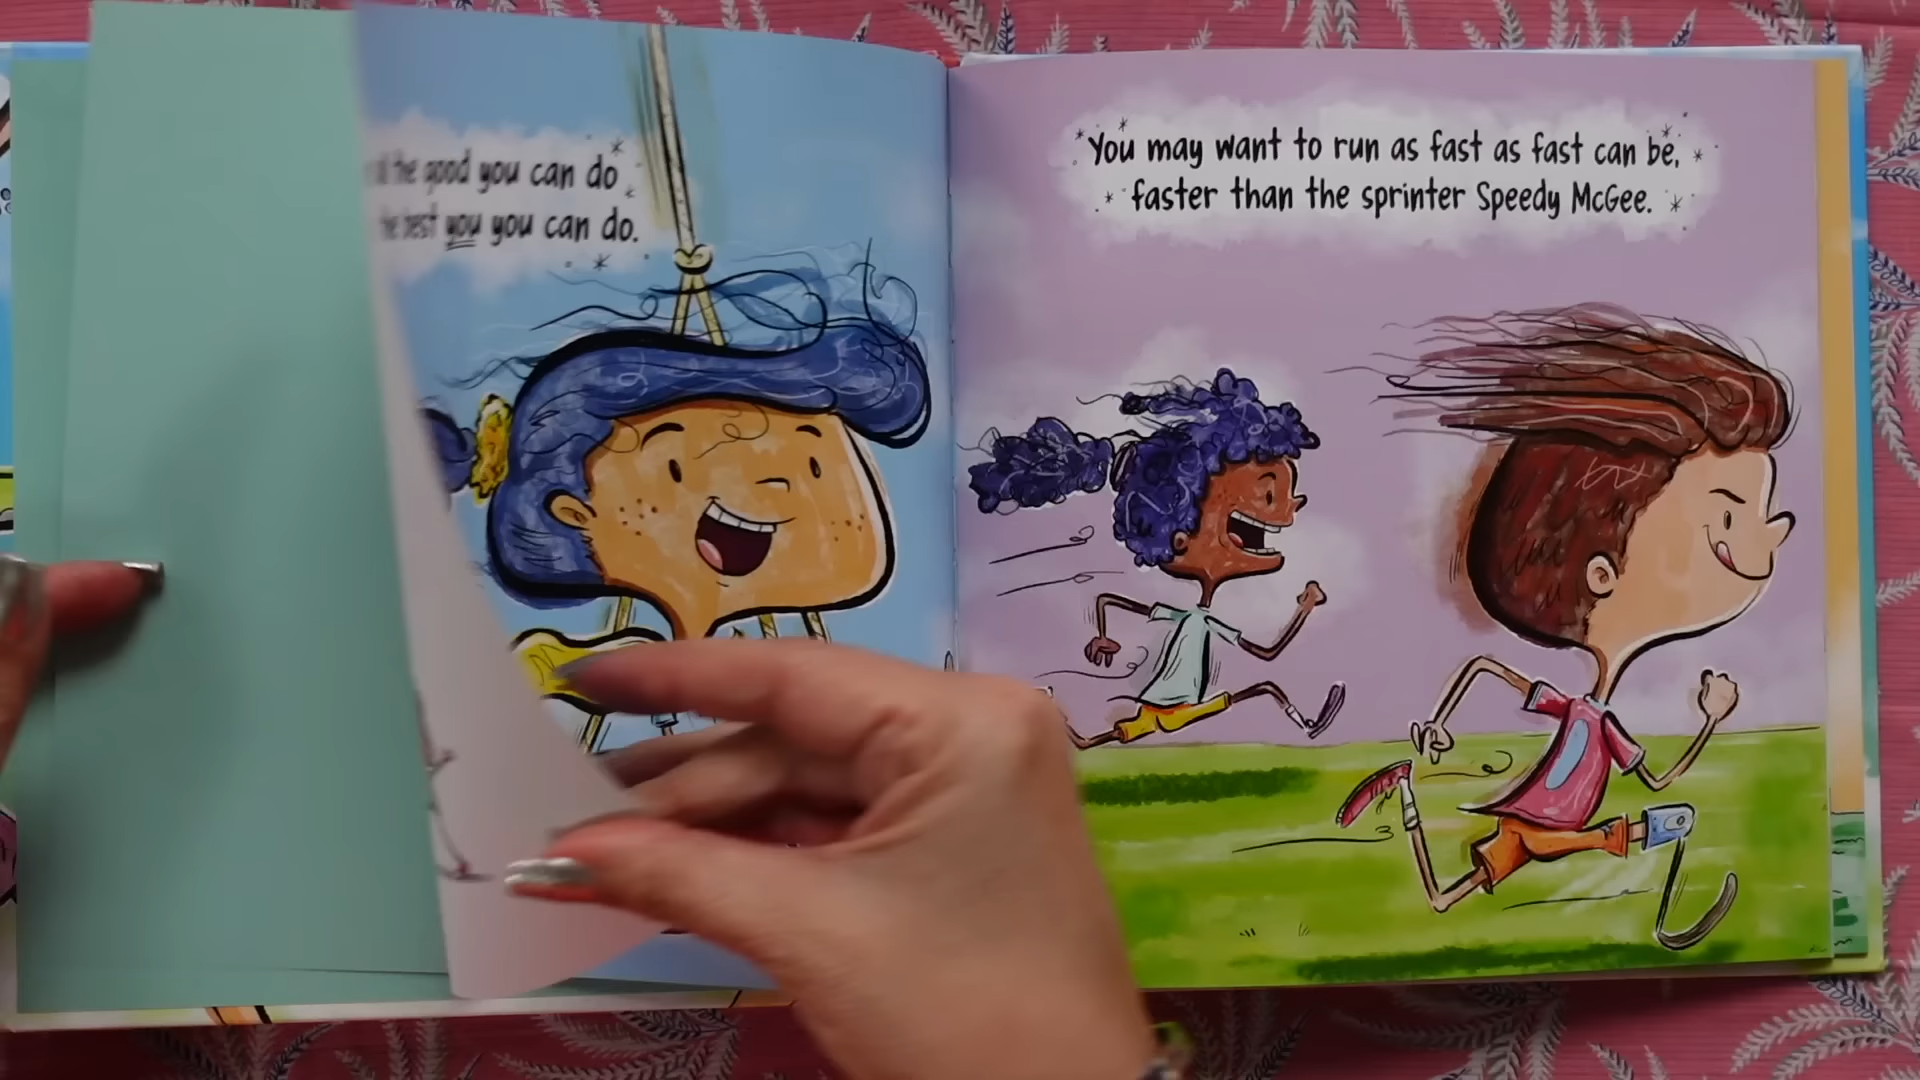 the good you can do
best you you can do.
You may want to run as fast as fast can be,
faster than the sprinter Speedy McGee.